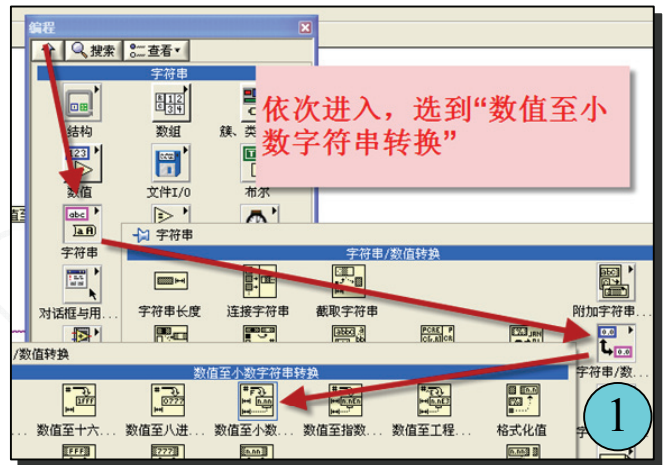 编程
搜索 查看
字符串
依次进入，选到“数值至小
数字符串转换”
结构 数组 簇、类
数值 文件I/O 布尔
字符串
字符串
字符串/数值转换
对话框与用...
字符串长度 连接字符串 截取字符串 附加字符串...
字符串/数...
/数值转换
数值至小数字符串转换
数值至十六... 数值至八进... 数值至小数... 数值至指数... 数值至工程... 格式化值
1